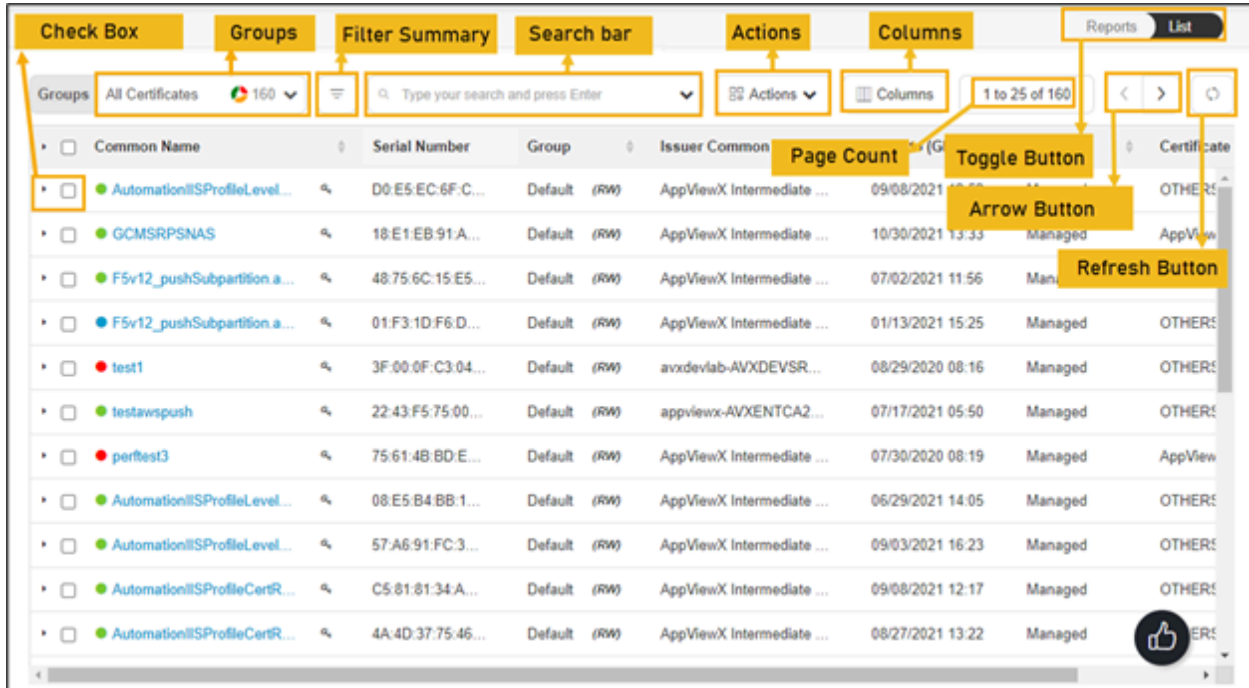 Check Box Groups Filter Summary Search bar Actions Columns Reports List
Groups All Certificates 160 Type your search and press Enter Actions Columns 1 to 25 of 160
Common Name Serial Number Group Issuer Common Page Count (G Toggle Button Certificate
AutomationIISProfileLevel... D0:E5:EC:6F:C... Default (RW) AppViewX Intermediate ... 09/08/2021 OTHERS
Arrow Button
GCMSRPSNAS 18:E1:EB:91:A... Default (RW) AppViewX Intermediate ... 10/30/2021 13:33 Managed AppView
Refresh Button
F5v12_pushSubpartition.a... 48:75:6C:15:E5... Default (RW) AppViewX Intermediate ... 07/02/2021 11:56 Man
F5v12_pushSubpartition.a... 01:F3:1D:F6:D... Default (RW) AppViewX Intermediate ... 01/13/2021 15:25 Managed OTHERS
test1 3F:00:0F:C3:04... Default (RW) avxdevlab-AVXDEVSR... 08/29/2020 08:16 Managed OTHERS
testawspush 22:43:F5:75:00... Default (RW) appviewx-AVXENTCA2... 07/17/2021 05:50 Managed OTHERS
perftest3 75:61:4B:BD:E... Default (RW) AppViewX Intermediate ... 07/30/2020 08:19 Managed AppView
AutomationIISProfileLevel... 08:E5:B4:BB:1... Default (RW) AppViewX Intermediate ... 06/29/2021 14:05 Managed OTHERS
AutomationIISProfileLevel... 57:A6:91:FC:3... Default (RW) AppViewX Intermediate ... 09/03/2021 16:23 Managed OTHERS
AutomationIISProfileCertR... C5:81:81:34:A... Default (RW) AppViewX Intermediate ... 09/08/2021 12:17 Managed OTHERS
AutomationIISProfileCertR... 4A:4D:37:75:46... Default (RW) AppViewX Intermediate ... 08/27/2021 13:22 Managed ERS